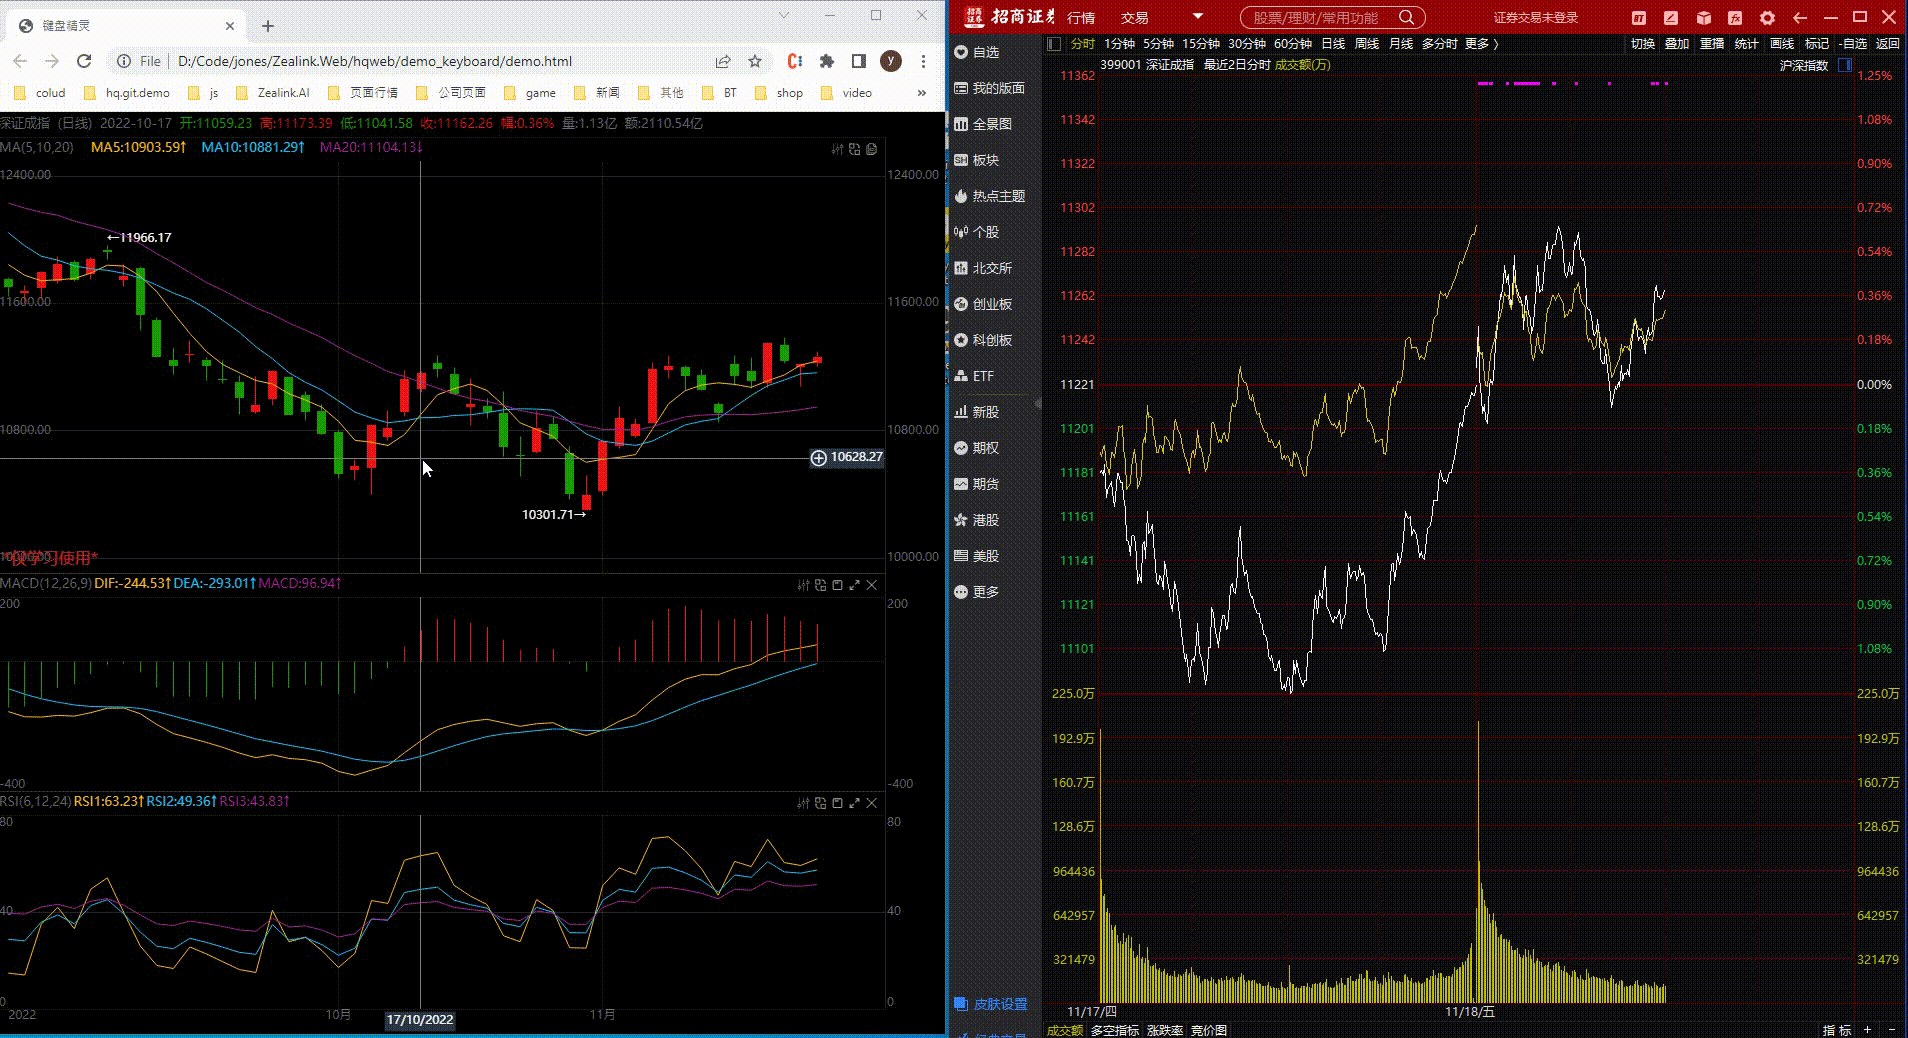 键盘精灵
File D:/Code/jones/Zealink.Web/hqweb/demo_keyboard/demo.html
y
colud hq.git.demo js Zealink.AI 页面行情 公司页面 game 新闻 其他 BT shop video »
深证成指 (日线) 2022-10-17 开:11059.23 高:11173.39 低:11041.58 收:11162.26 幅:0.36% 量:1.13亿 额:2110.54亿
MA(5,10,20) MA5:10903.59↑ MA10:10881.29↑ MA20:11104.13↓
12400.00 12400.00
←11966.17
11600.00 11600.00
10800.00 10800.00
10628.27
10301.71→
10000.00 10000.00
学习使用*
MACD(12,26,9) DIF:-244.53↑ DEA:-293.01↑ MACD:96.94↑
200 200
-400 -400
RSI(6,12,24) RSI1:63.23↑ RSI2:49.36↑ RSI3:43.83↑
80 80
40 40
0 0
2022 10月 17/10/2022 11月
招商证券 招商证券 行情 交易 股票/理财/常用功能 证券交易未登录
自选
我的版面
全景图
板块
热点主题
个股
北交所
创业板
科创板
ETF
新股
期权
期货
港股
美股
更多
皮肤设置
分时 1分钟 5分钟 15分钟 30分钟 60分钟 日线 周线 月线 多分时 更多 〉 切换 叠加 重播 统计 画线 标记 -自选 返回
399001 深证成指 最近2日分时 成交额(万) 沪深指数
11362 1.25%
11342 1.08%
11322 0.90%
11302 0.72%
11282 0.54%
11262 0.36%
11242 0.18%
11221 0.00%
11201 0.18%
11181 0.36%
11161 0.54%
11141 0.72%
11121 0.90%
11101 1.08%
225.0万 225.0万
192.9万 192.9万
160.7万 160.7万
128.6万 128.6万
964436 964436
642957 642957
321479 321479
11/17/四 11/18/五
成交额 多空指标 涨跌率 竞价图 指标 + -